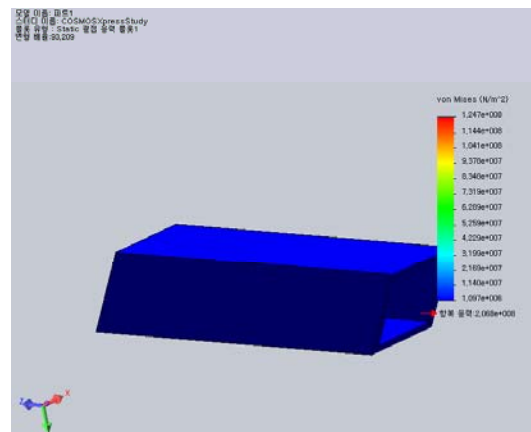 모델 이름: 파트1
스터디 이름: COSMOSXpressStudy
플롯 유형 : Static 절점 응력 플롯1
변형 배율:
von Mises (N/m^2)
1,247e+008
1,144e+008
1,041e+008
9,378e+007
8,348e+007
7,319e+007
6,289e+007
5,259e+007
4,229e+007
3,199e+007
2,169e+007
1,140e+007
1,097e+006
항복 응력:2,068e+008
Z
X